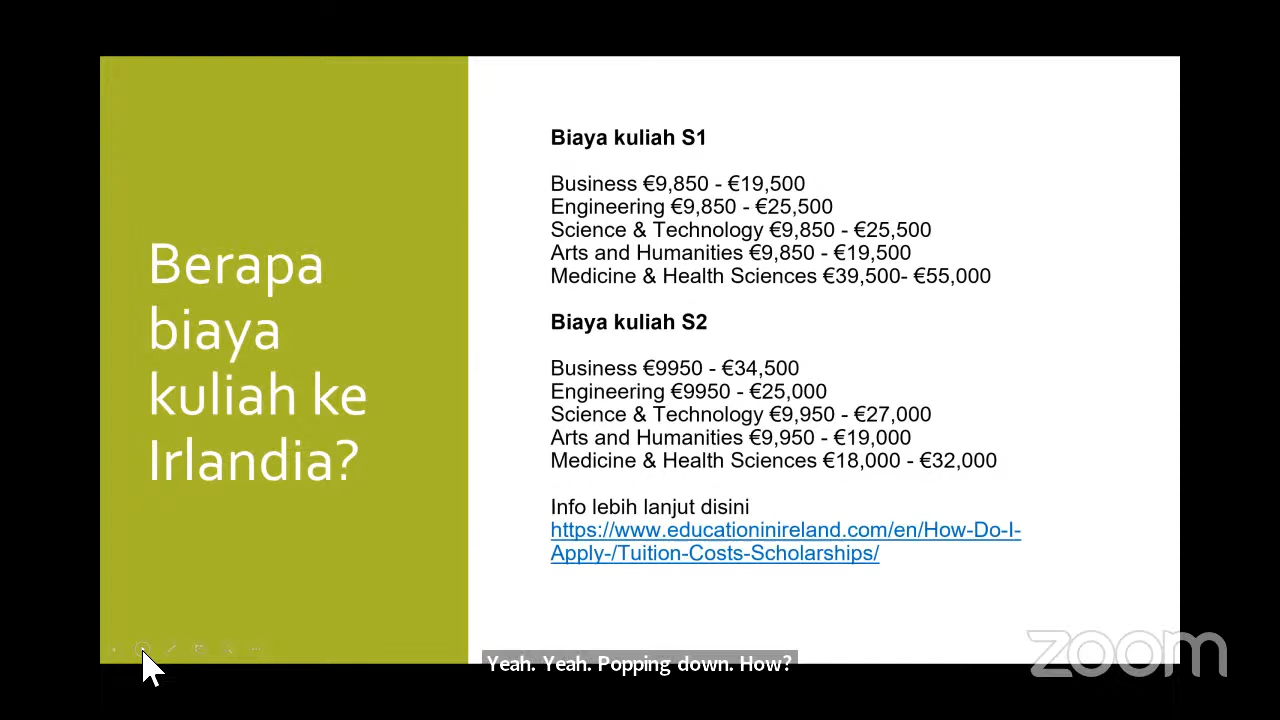 Berapa
biaya
kuliah ke
Irlandia?
Biaya kuliah S1
Business €9,850 - €19,500
Engineering €9,850 - €25,500
Science & Technology €9,850 - €25,500
Arts and Humanities €9,850 - €19,500
Medicine & Health Sciences €39,500- €55,000
Biaya kuliah S2
Business €9950 - €34,500
Engineering €9950 - €25,000
Science & Technology €9,950 - €27,000
Arts and Humanities €9,950 - €19,000
Medicine & Health Sciences €18,000 - €32,000
Info lebih lanjut disini
https://www.educationinireland.com/en/How-Do-I-
Apply-/Tuition-Costs-Scholarships/
zoom
Yeah. Yeah. Popping down. How?